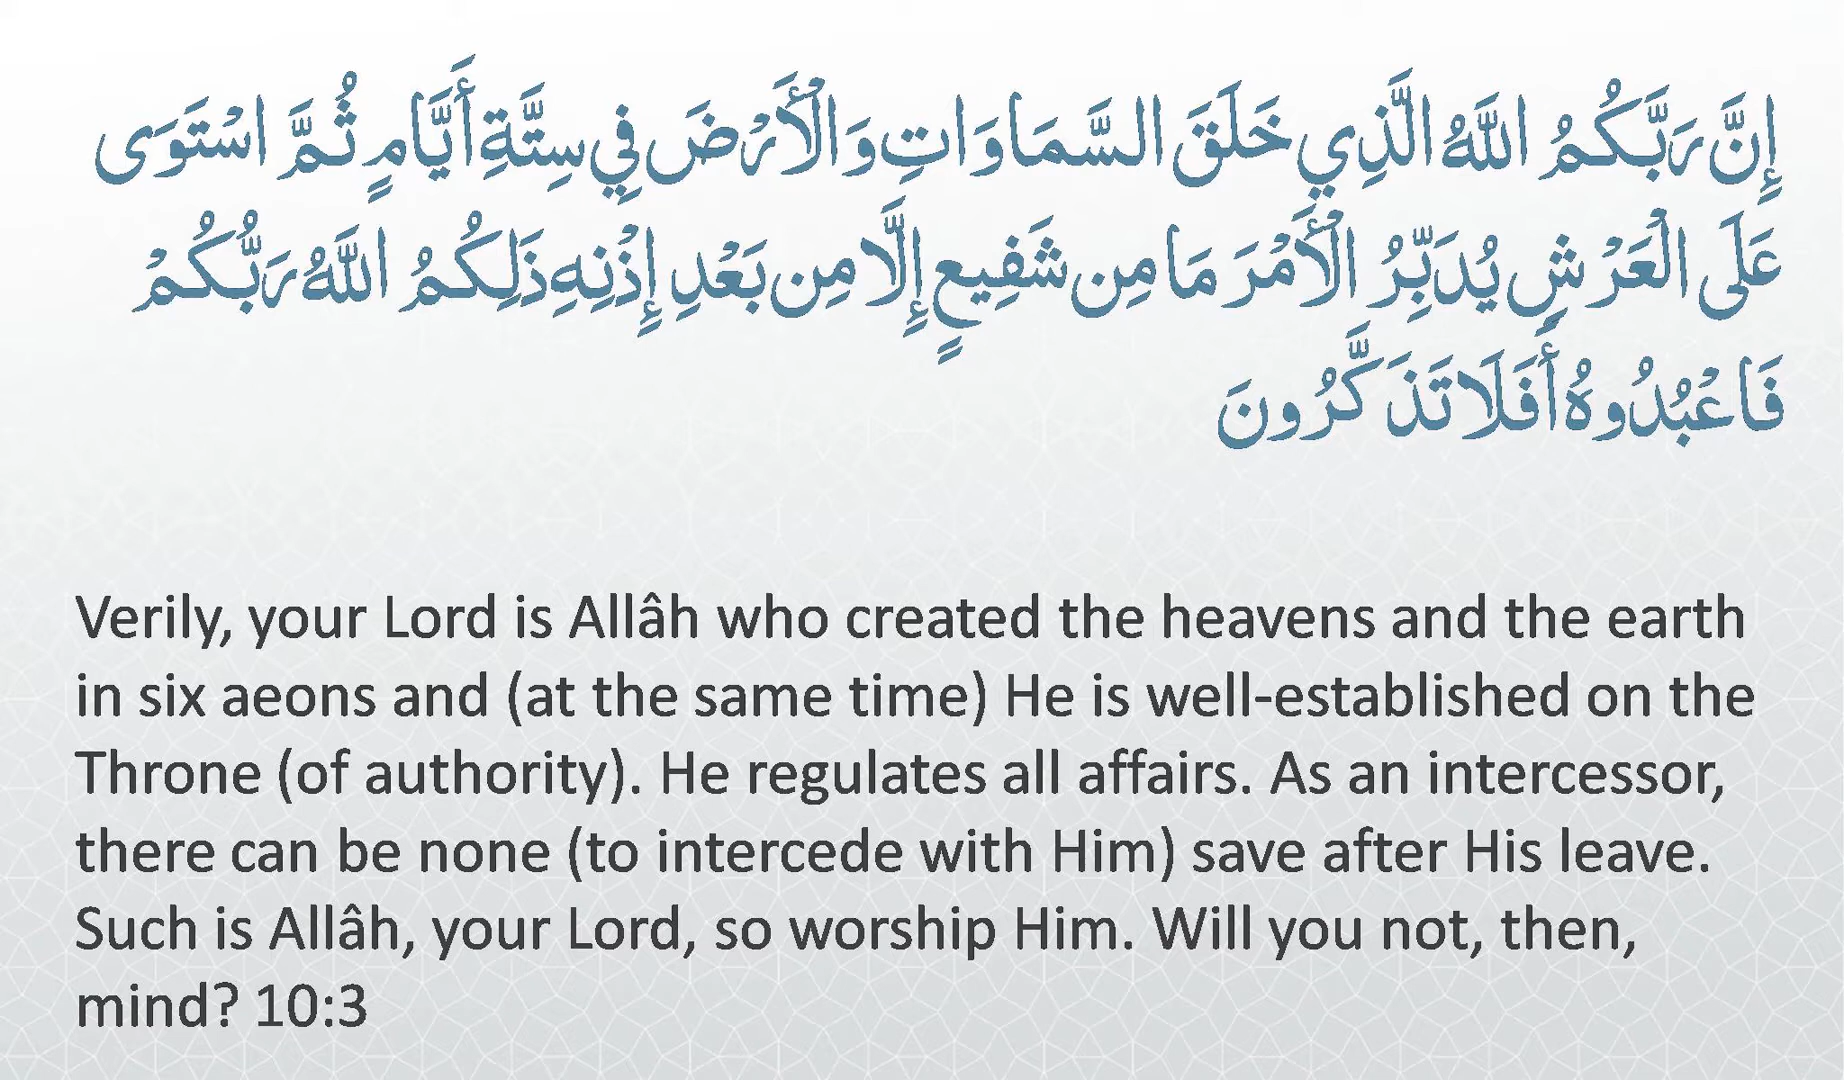 إِنَّ رَبَّكُمُ اللَّهُ الَّذِي خَلَقَ السَّمَاوَاتِ وَالْأَرْضَ فِي سِتَّةِ أَيَّامٍ ثُمَّ اسْتَوَى
عَلَى الْعَرْشِ يُدَبِّرُ الْأَمْرَ مَا مِن شَفِيعٍ إِلَّا مِن بَعْدِ إِذْنِهِ ذَلِكُمُ اللَّهُ رَبُّكُمْ
فَاعْبُدُوهُ أَفَلَا تَذَكَّرُونَ
Verily, your Lord is Allâh who created the heavens and the earth
in six aeons and (at the same time) He is well-established on the
Throne (of authority). He regulates all affairs. As an intercessor,
there can be none (to intercede with Him) save after His leave.
Such is Allâh, your Lord, so worship Him. Will you not, then,
mind? 10:3